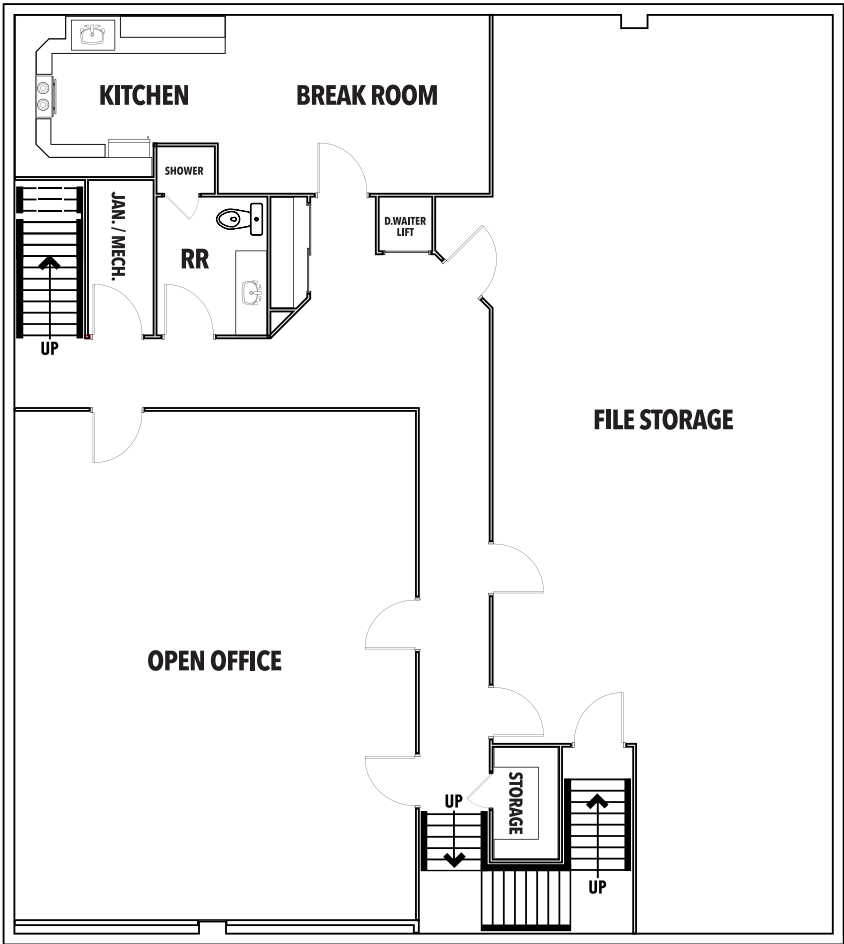 KITCHEN
BREAK ROOM
SHOWER
JAN. / MECH.
RR
D.WAITER
LIFT
UP
FILE STORAGE
OPEN OFFICE
UP
STORAGE
UP